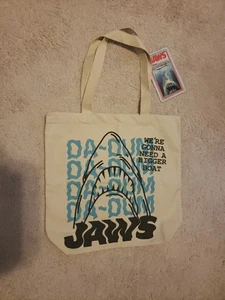 DA-DUM
DA-DUM
DA-DUM
DA-DUM
WE'RE
GONNA
NEED A
BIGGER
BOAT
JAWS
JAWS